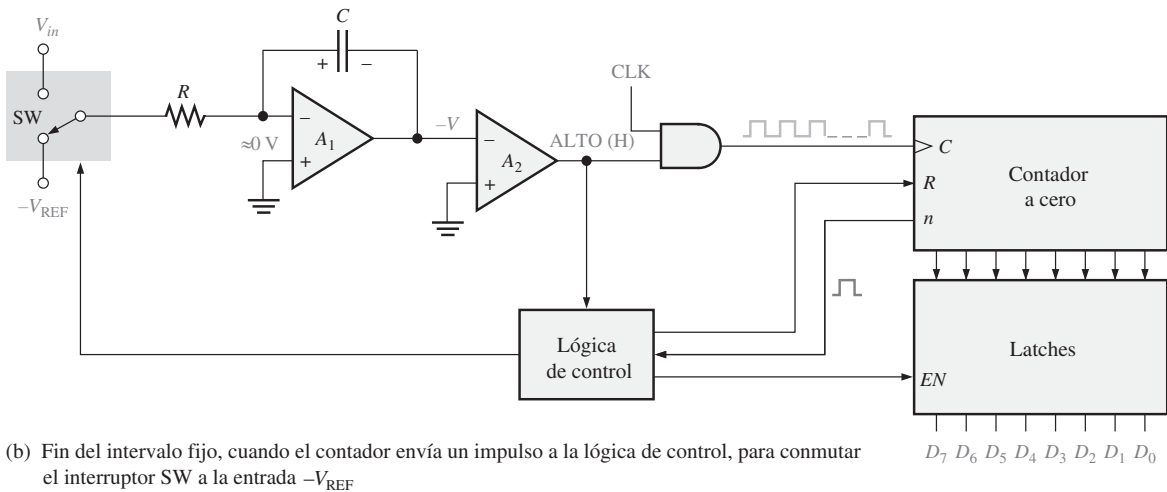 V_in
SW
−V_REF
R
C
+ −
≈0 V
−
A_1
+
−V
−
A_2
+
CLK
ALTO (H)
C
R
n
Contador
a cero
Lógica
de control
EN
Latches
D_7 D_6 D_5 D_4 D_3 D_2 D_1 D_0
(b) Fin del intervalo fijo, cuando el contador envía un impulso a la lógica de control, para conmutar
el interruptor SW a la entrada −V_REF